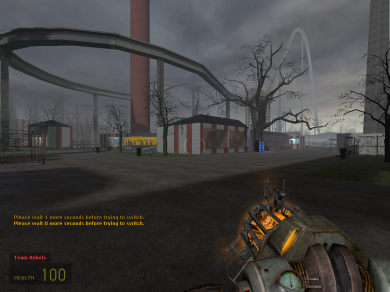 Please wait 1 more seconds before trying to switch.
Please wait 0 more seconds before trying to switch.
Team Rebels
HEALTH 100